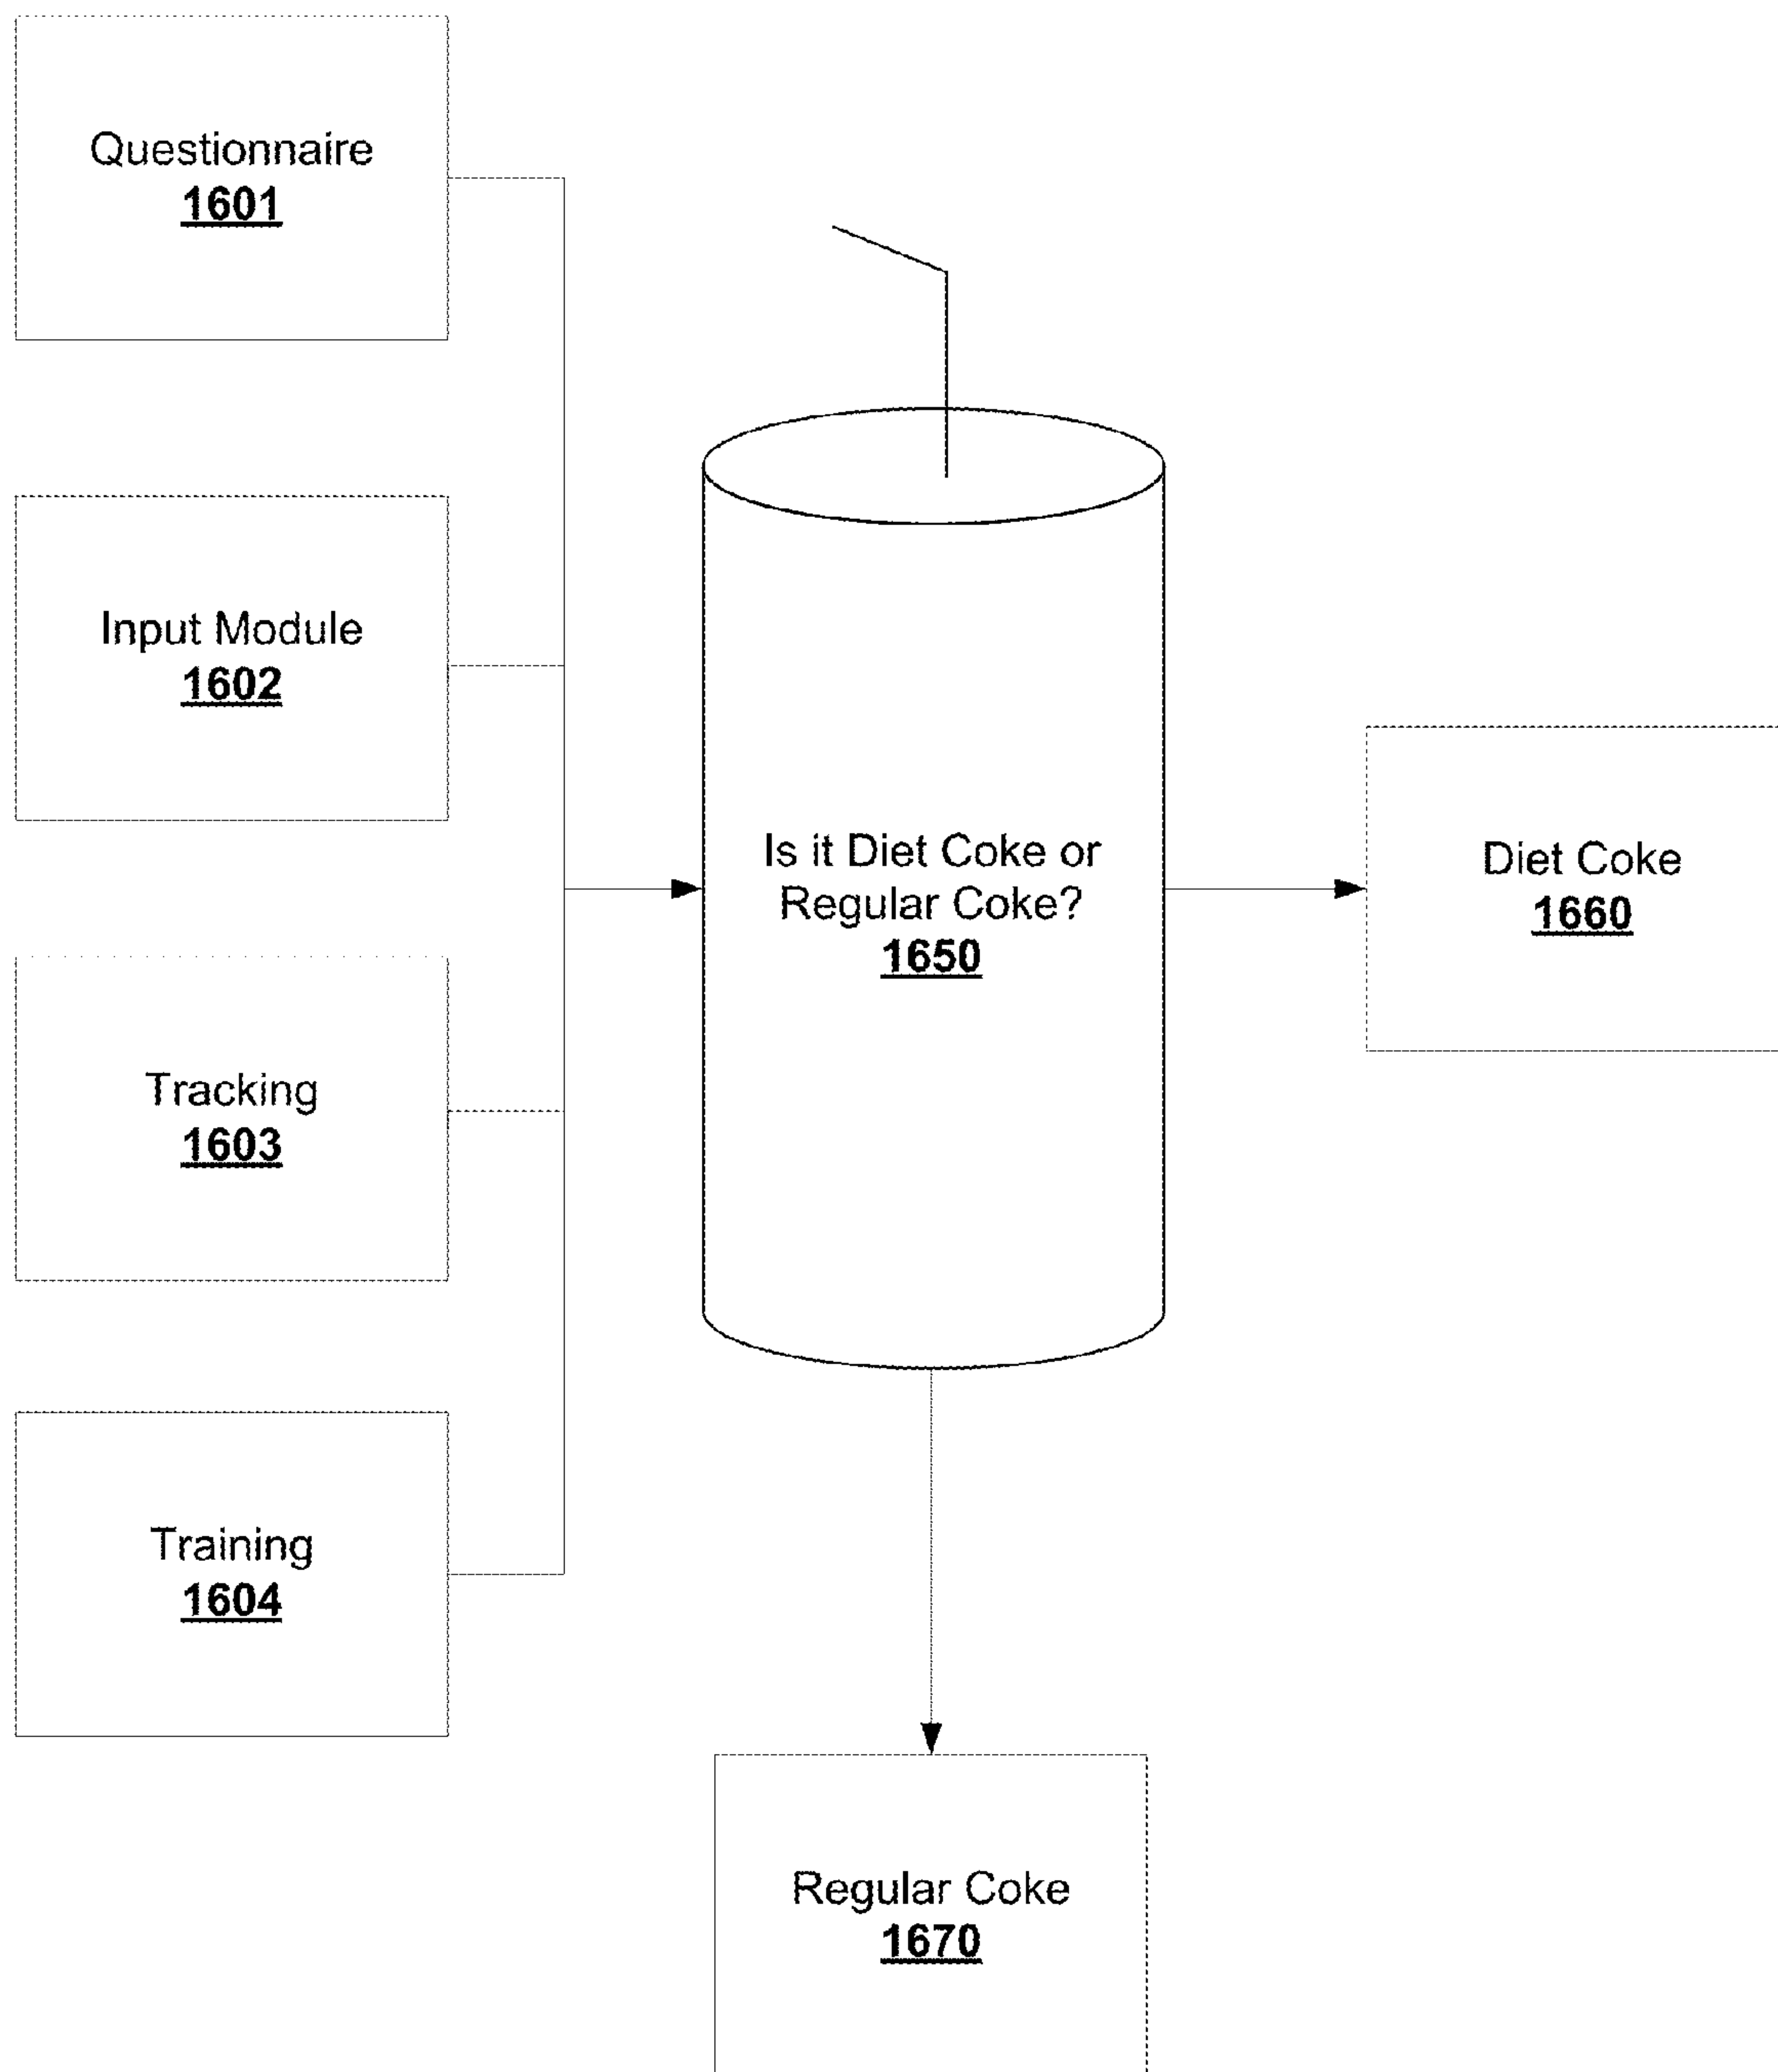 Questionnaire
1601
Input Module
1602
Tracking
1603
Training
1604
Is it Diet Coke or
Regular Coke?
1650
Diet Coke
1660
Regular Coke
1670